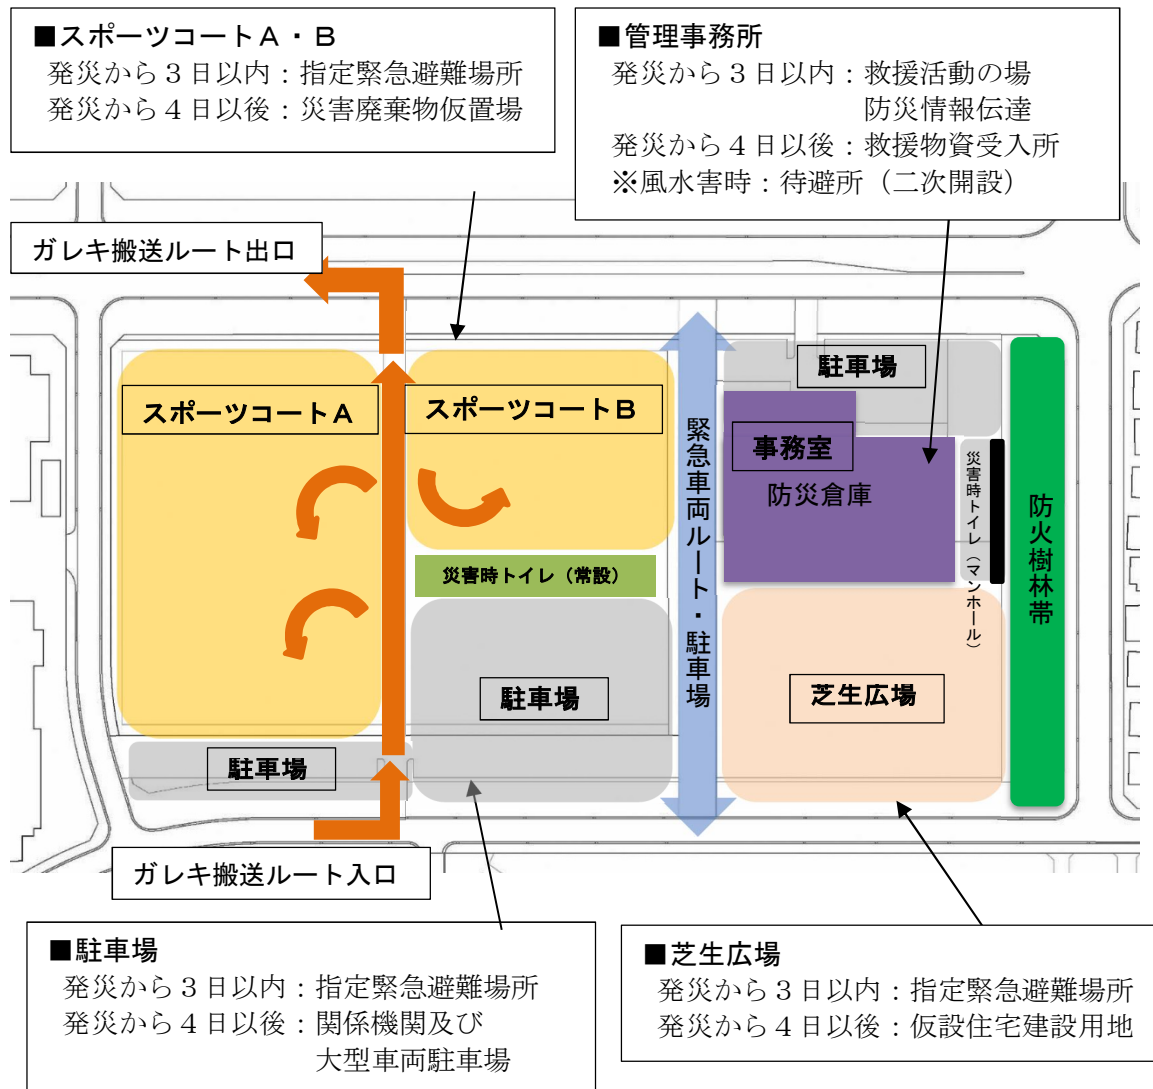 ■スポーツコートA・B
発災から３日以内：指定緊急避難場所
発災から４日以後：災害廃棄物仮置場
■管理事務所
発災から３日以内：救援活動の場
防災情報伝達
発災から４日以後：救援物資受入所
※風水害時：待避所（二次開設）
ガレキ搬送ルート出口
スポーツコートA
スポーツコートB
駐車場
事務室
防災倉庫
緊急車両ルート・駐車場
災害時トイレ（マンホール）
防火樹林帯
災害時トイレ（常設）
駐車場
芝生広場
駐車場
ガレキ搬送ルート入口
■駐車場
発災から３日以内：指定緊急避難場所
発災から４日以後：関係機関及び
大型車両駐車場
■芝生広場
発災から３日以内：指定緊急避難場所
発災から４日以後：仮設住宅建設用地